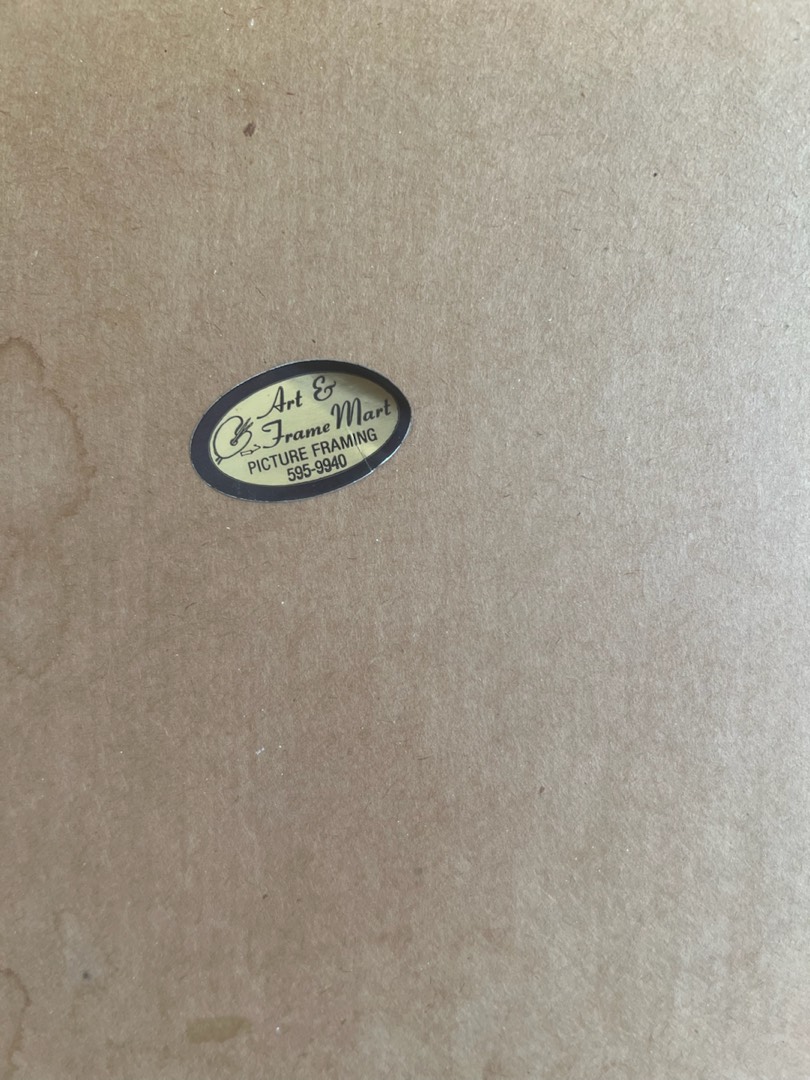 Art &
Frame Mart
PICTURE FRAMING
595-9940